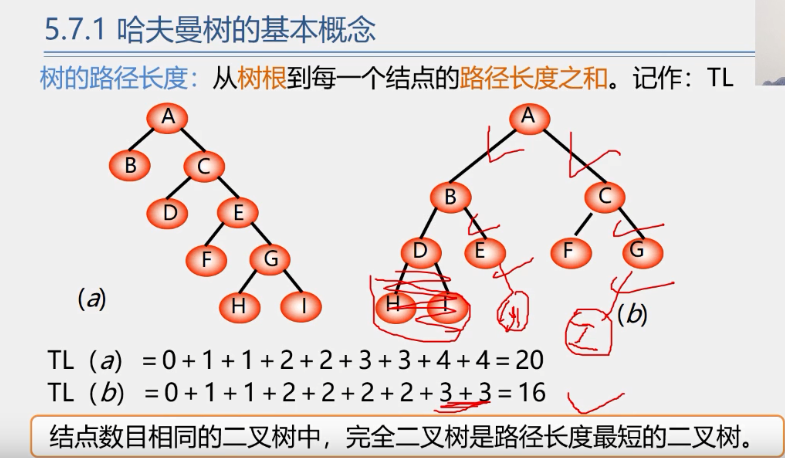 5.7.1 哈夫曼树的基本概念
树的路径长度：从树根到每一个结点的路径长度之和。记作：TL
A
B C
D E
F G
H I
(a)
A
B C
D E F G
H I
H
I
(b)
TL（a）=0+1+1+2+2+3+3+4+4=20
TL（b）=0+1+1+2+2+2+2+3+3=16
结点数目相同的二叉树中，完全二叉树是路径长度最短的二叉树。